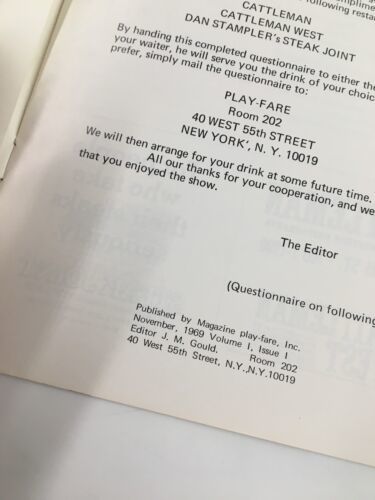 following resta
CATTLEMAN
CATTLEMAN WEST
DAN STAMPLER's STEAK JOINT
By handing this completed questionnaire to either the
your waiter, he will serve you the drink of your choic
prefer, simply mail the questionnaire to:
PLAY-FARE
Room 202
40 WEST 55th STREET
NEW YORK', N. Y. 10019
We will then arrange for your drink at some future time.
All our thanks for your cooperation, and we
that you enjoyed the show.
The Editor
(Questionnaire on following
Published by Magazine play-fare, Inc.
November, 1969 Volume I, Issue I
Editor J. M. Gould. Room 202
40 West 55th Street, N.Y.,N.Y.10019